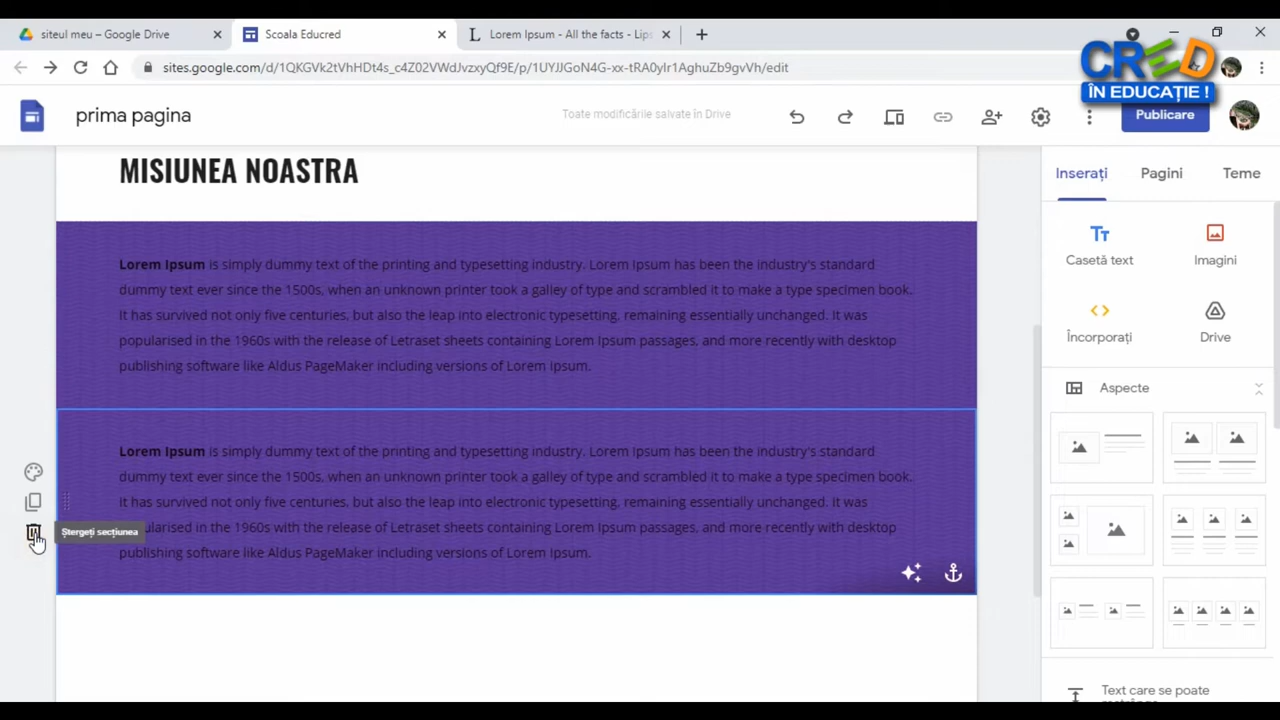 siteul meu – Google Drive
Scoala Educred
Lorem Ipsum - All the facts - Lips
sites.google.com/d/1QKGVk2tVhHDt4s_c4Z02VWdJvzxyQf9E/p/1UYJJGoN4G-xx-tRA0yIr1AghuZb9gvVh/edit
CRED
ÎN EDUCAȚIE !
prima pagina
Toate modificările salvate în Drive
Publicare
MISIUNEA NOASTRA
Lorem Ipsum is simply dummy text of the printing and typesetting industry. Lorem Ipsum has been the industry's standard
dummy text ever since the 1500s, when an unknown printer took a galley of type and scrambled it to make a type specimen book.
It has survived not only five centuries, but also the leap into electronic typesetting, remaining essentially unchanged. It was
popularised in the 1960s with the release of Letraset sheets containing Lorem Ipsum passages, and more recently with desktop
publishing software like Aldus PageMaker including versions of Lorem Ipsum.
Lorem Ipsum is simply dummy text of the printing and typesetting industry. Lorem Ipsum has been the industry's standard
dummy text ever since the 1500s, when an unknown printer took a galley of type and scrambled it to make a type specimen book.
It has survived not only five centuries, but also the leap into electronic typesetting, remaining essentially unchanged. It was
ularised in the 1960s with the release of Letraset sheets containing Lorem Ipsum passages, and more recently with desktop
publishing software like Aldus PageMaker including versions of Lorem Ipsum.
Ștergeți secțiunea
Inserați
Pagini
Teme
Casetă text
Imagini
Încorporați
Drive
Aspecte
Text care se poate